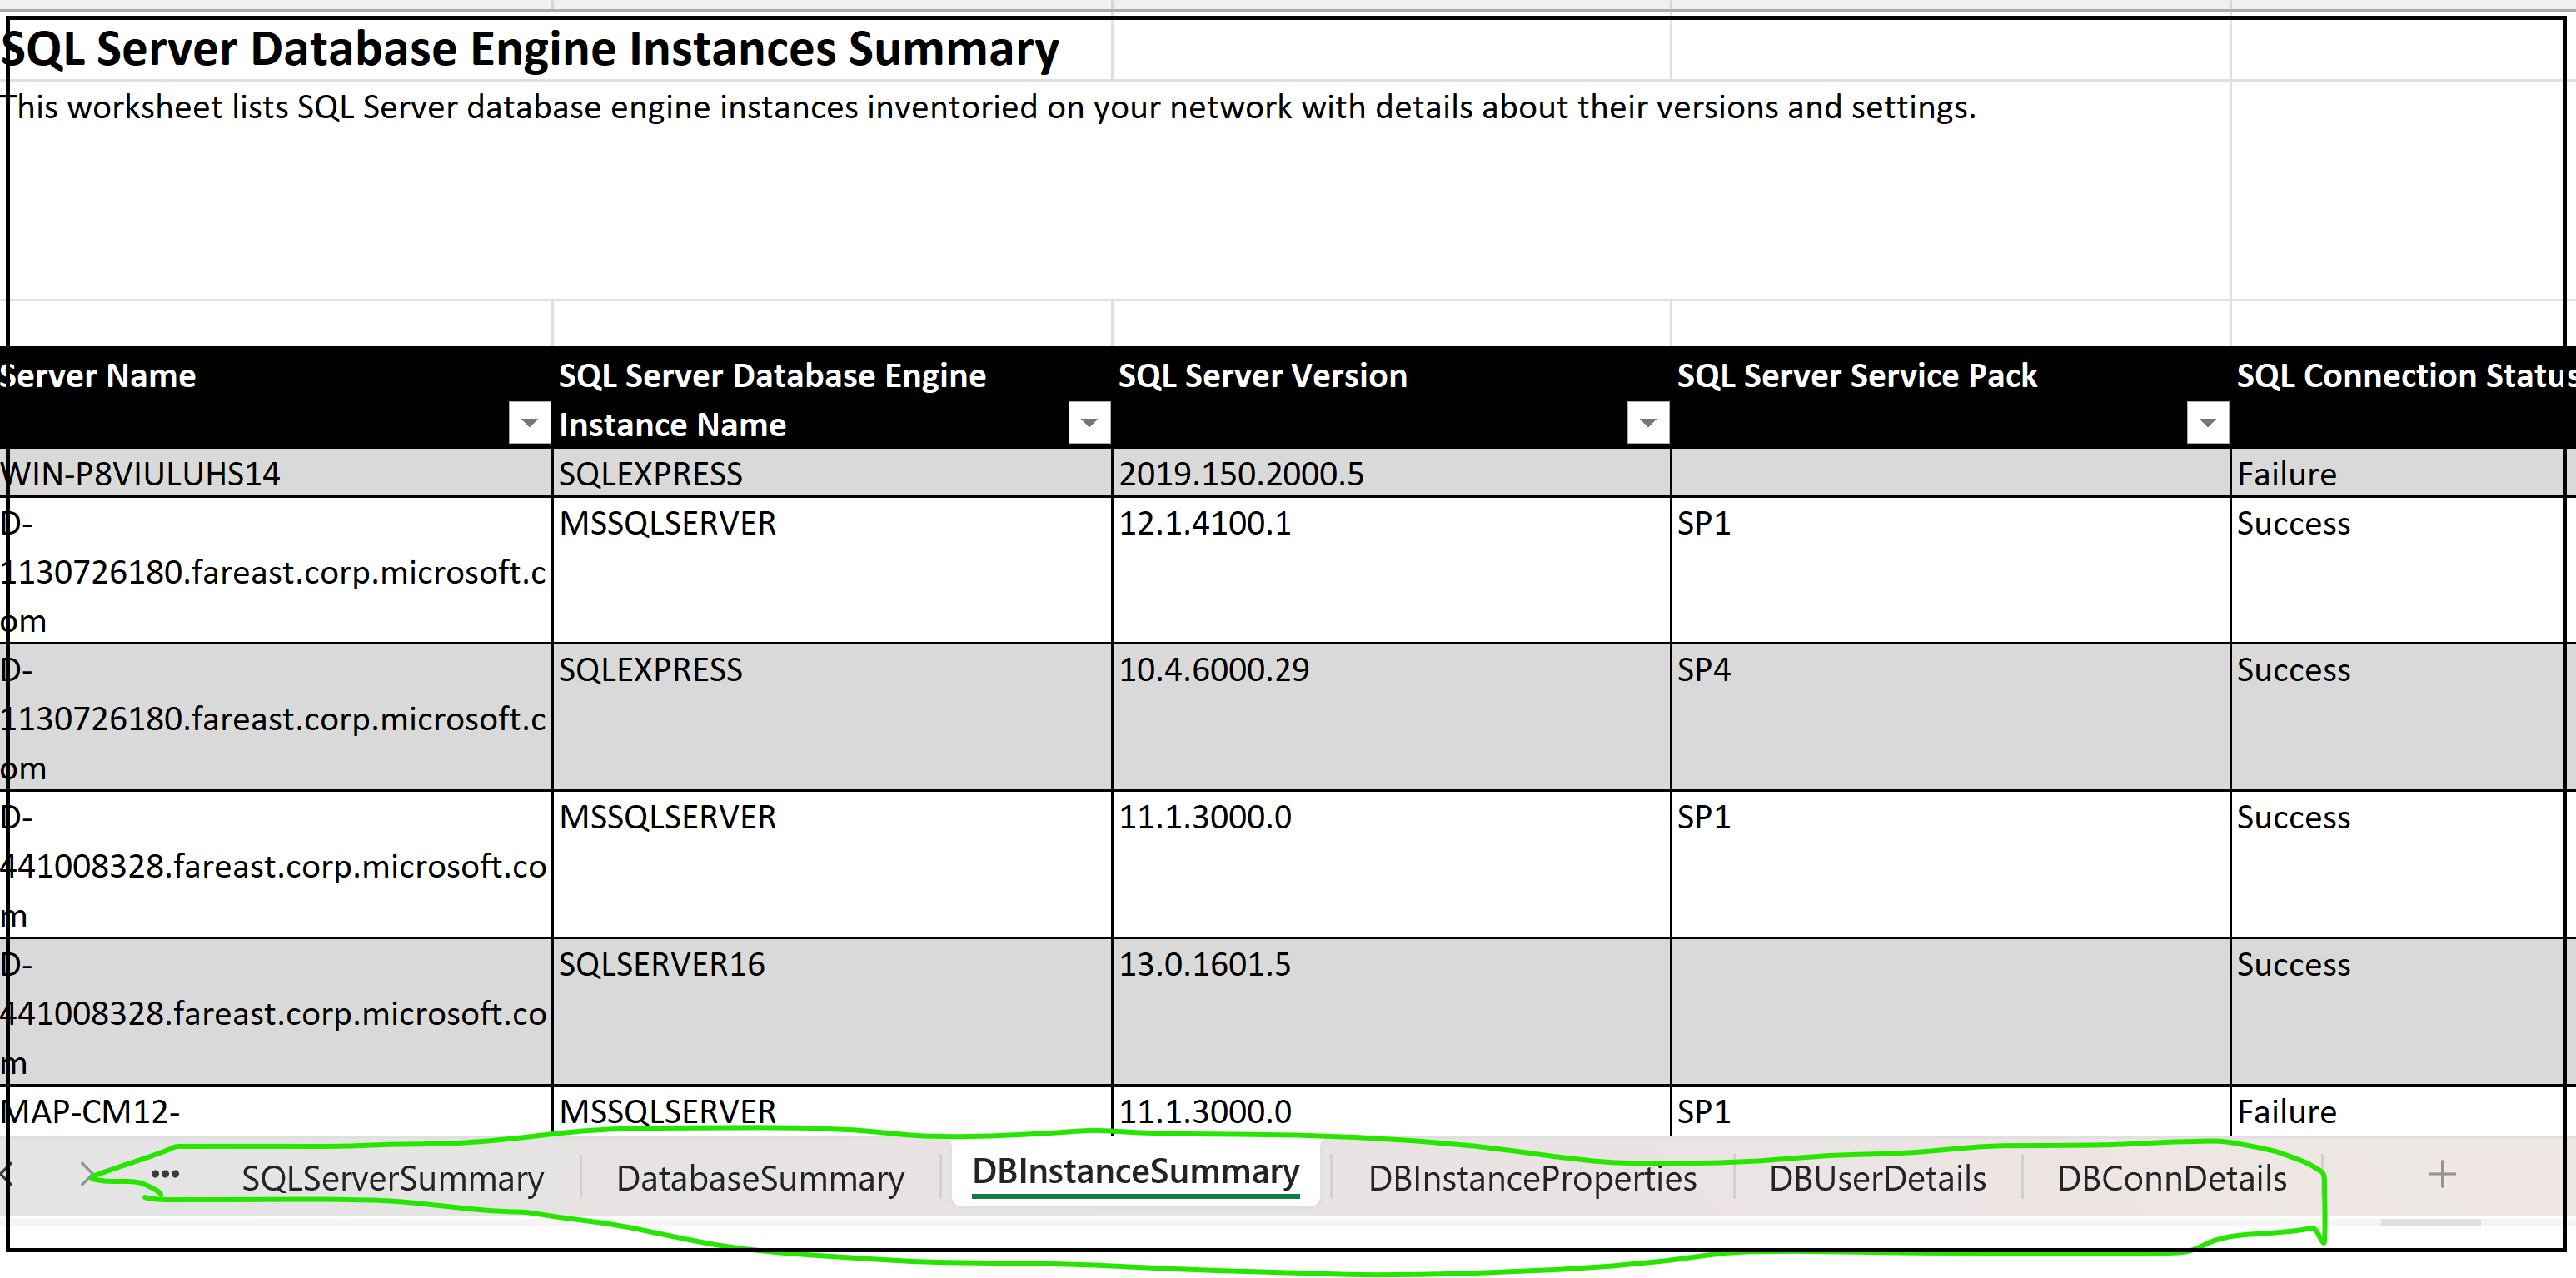 SQL Server Database Engine Instances Summary
This worksheet lists SQL Server database engine instances inventoried on your network with details about their versions and settings.
Server Name SQL Server Database Engine Instance Name SQL Server Version SQL Server Service Pack SQL Connection Status
WIN-P8VIULUHS14 SQLEXPRESS 2019.150.2000.5 Failure
D-1130726180.fareast.corp.microsoft.com MSSQLSERVER 12.1.4100.1 SP1 Success
D-1130726180.fareast.corp.microsoft.com SQLEXPRESS 10.4.6000.29 SP4 Success
D-441008328.fareast.corp.microsoft.com MSSQLSERVER 11.1.3000.0 SP1 Success
D-441008328.fareast.corp.microsoft.com SQLSERVER16 13.0.1601.5 Success
MAP-CM12- MSSQLSERVER 11.1.3000.0 SP1 Failure
... SQLServerSummary DatabaseSummary DBInstanceSummary DBInstanceProperties DBUserDetails DBConnDetails +